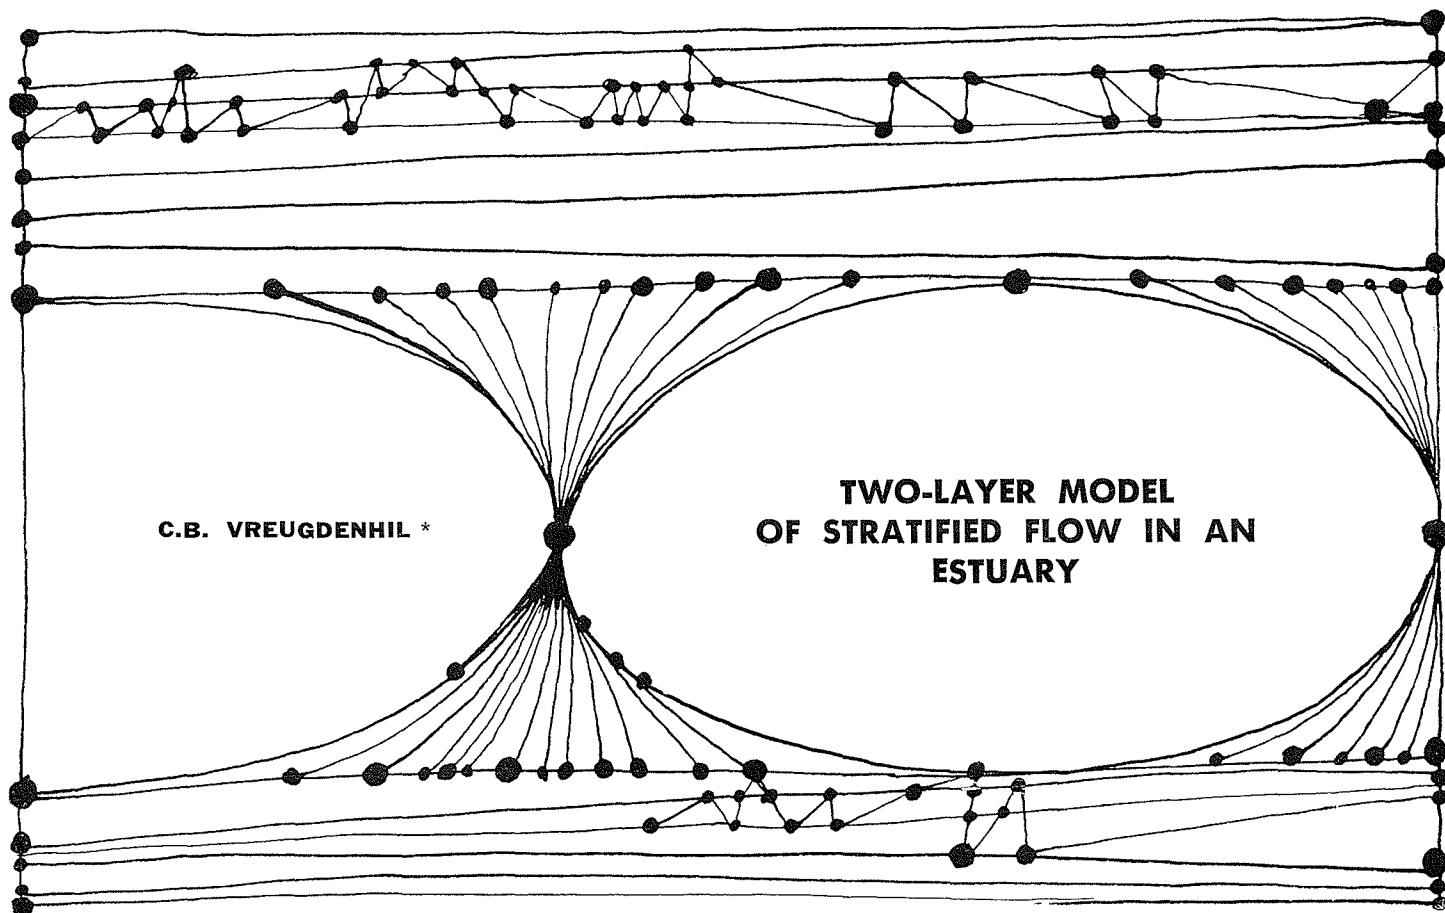 C.B. VREUGDENHIL *
TWO-LAYER MODEL
OF STRATIFIED FLOW IN AN
ESTUARY